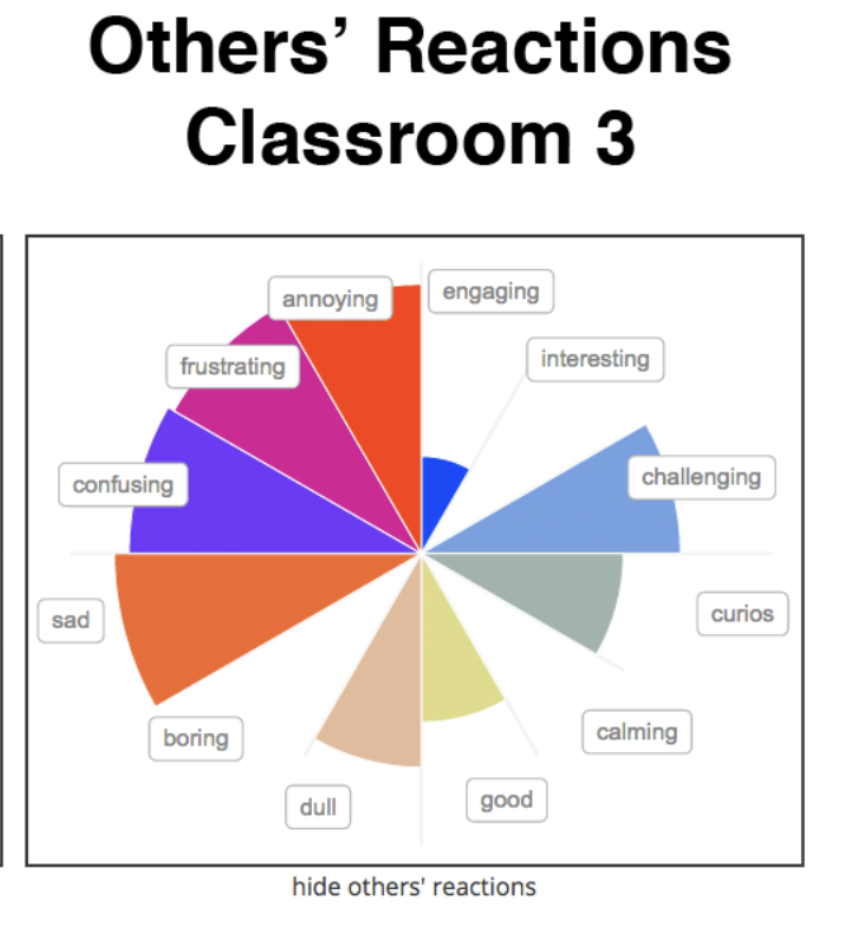 Others’ Reactions
Classroom 3
annoying
engaging
frustrating
interesting
confusing
challenging
sad
curios
boring
calming
dull
good
hide others' reactions